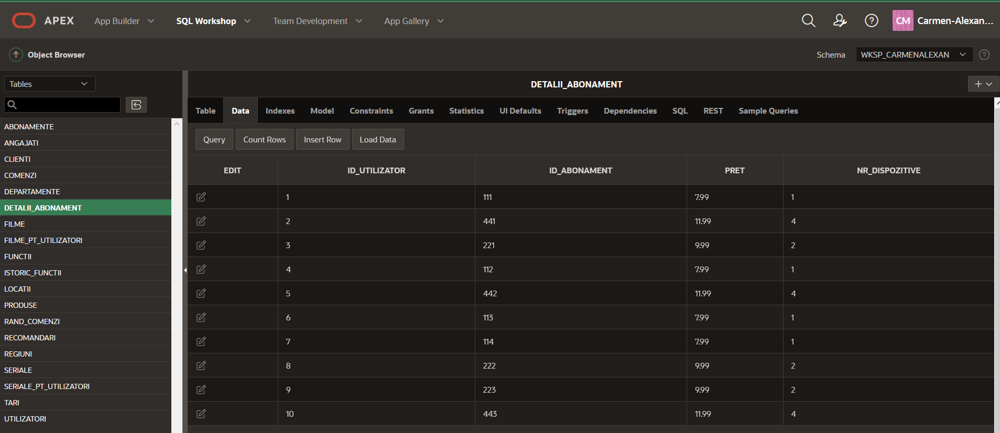 APEX App Builder SQL Workshop Team Development App Gallery CM Carmen-Alexan...
Object Browser Schema WKSP_CARMENALEXAN
Tables
DETALII_ABONAMENT
Table Data Indexes Model Constraints Grants Statistics UI Defaults Triggers Dependencies SQL REST Sample Queries
Query Count Rows Insert Row Load Data
ABONAMENTE
ANGAJATI
CLIENTI
COMENZI
DEPARTAMENTE
DETALII_ABONAMENT
FILME
FILME_PT_UTILIZATORI
FUNCTII
ISTORIC_FUNCTII
LOCATII
PRODUSE
RAND_COMENZI
RECOMANDARI
REGIUNI
SERIALE
SERIALE_PT_UTILIZATORI
TARI
UTILIZATORI
EDIT ID_UTILIZATOR ID_ABONAMENT PRET NR_DISPOZITIVE
1 111 7.99 1
2 441 11.99 4
3 221 9.99 2
4 112 7.99 1
5 442 11.99 4
6 113 7.99 1
7 114 7.99 1
8 222 9.99 2
9 223 9.99 2
10 443 11.99 4